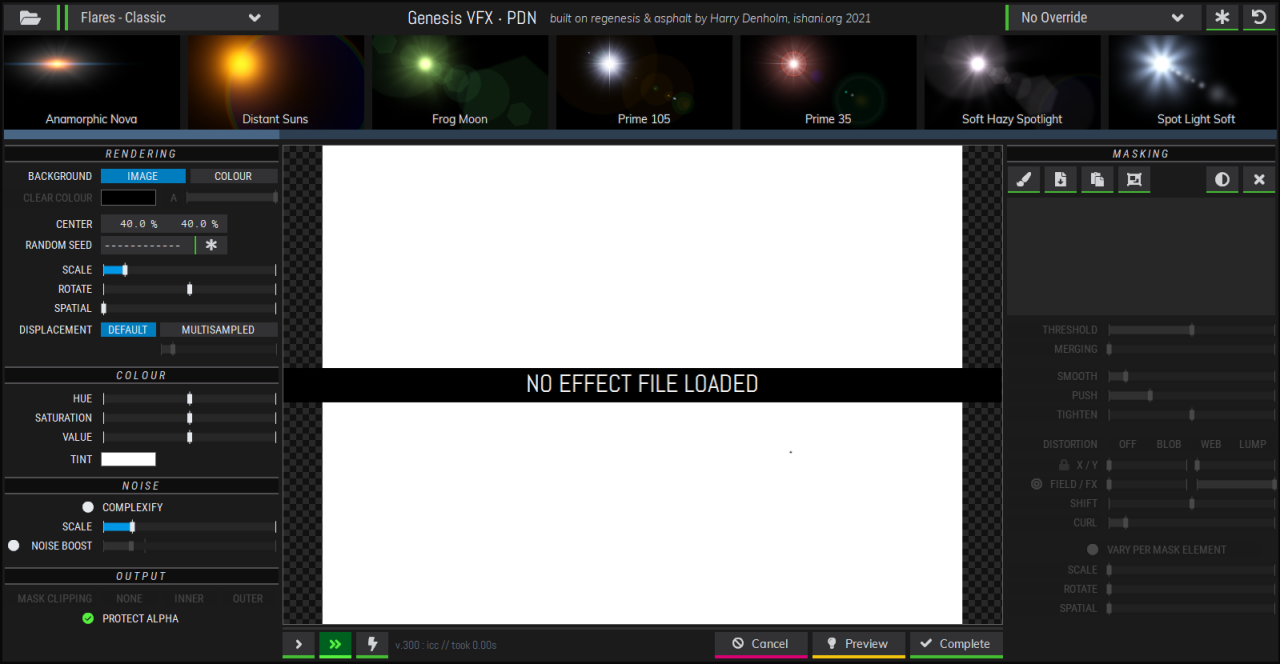 Flares - Classic
Genesis VFX · PDN built on regenesis & asphalt by Harry Denholm, ishani.org 2021
No Override
Anamorphic Nova
Distant Suns
Frog Moon
Prime 105
Prime 35
Soft Hazy Spotlight
Spot Light Soft
RENDERING
BACKGROUND IMAGE COLOUR
CLEAR COLOUR A
CENTER 40.0 % 40.0 %
RANDOM SEED ------------
SCALE
ROTATE
SPATIAL
DISPLACEMENT DEFAULT MULTISAMPLED
COLOUR
HUE
SATURATION
VALUE
TINT
NOISE
COMPLEXIFY
SCALE
NOISE BOOST
OUTPUT
MASK CLIPPING NONE INNER OUTER
PROTECT ALPHA
NO EFFECT FILE LOADED
v.300 : icc // took 0.00s
Cancel
Preview
Complete
MASKING
THRESHOLD
MERGING
SMOOTH
PUSH
TIGHTEN
DISTORTION OFF BLOB WEB LUMP
X / Y
FIELD / FX
SHIFT
CURL
VARY PER MASK ELEMENT
SCALE
ROTATE
SPATIAL